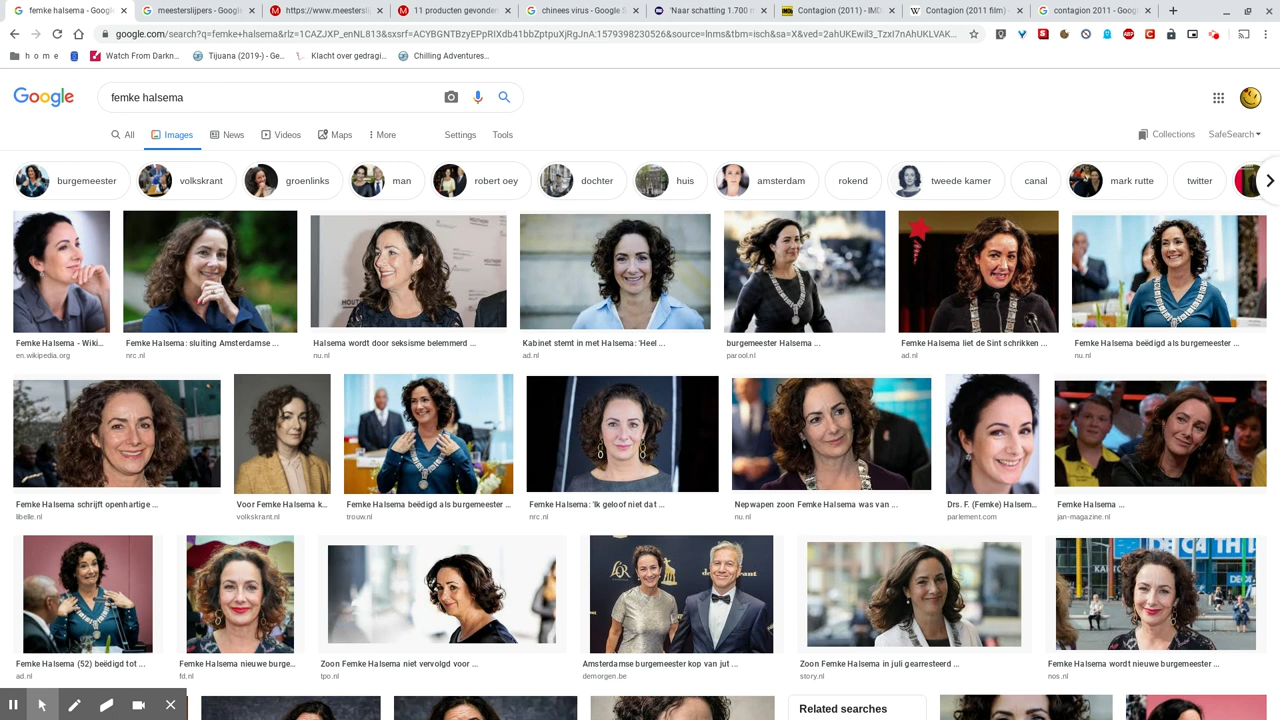 femke halsema - Google
meesterslijpers - Google
https://www.meesterslij
11 producten gevonden
chinees virus - Google S
'Naar schatting 1.700 m
Contagion (2011) - IMD
Contagion (2011 film) -
contagion 2011 - Googl
google.com/search?q=femke+halsema&rlz=1CAZJXP_enNL813&sxsrf=ACYBGNTBzyEPpRIXdb41bbZptpuXjRgJnA:1579398230526&source=lnms&tbm=isch&sa=X&ved=2ahUKEwil3_TzxI7nAhUKLVAK...
h o m e
Watch From Darkn...
Tijuana (2019-) - Ge...
Klacht over gedragi...
Chilling Adventures...
Google
femke halsema
All
Images
News
Videos
Maps
More
Settings
Tools
Collections
SafeSearch
burgemeester
volkskrant
groenlinks
man
robert oey
dochter
huis
amsterdam
rokend
tweede kamer
canal
mark rutte
twitter
Femke Halsema - Wiki...
en.wikipedia.org
Femke Halsema: sluiting Amsterdamse ...
nrc.nl
Halsema wordt door seksisme belemmerd ...
nu.nl
Kabinet stemt in met Halsema: 'Heel ...
ad.nl
burgemeester Halsema ...
parool.nl
Femke Halsema liet de Sint schrikken ...
ad.nl
Femke Halsema beëdigd als burgemeester ...
nu.nl
Femke Halsema schrijft openhartige ...
libelle.nl
Voor Femke Halsema k...
volkskrant.nl
Femke Halsema beëdigd als burgemeester ...
trouw.nl
Femke Halsema: 'Ik geloof niet dat ...
nrc.nl
Nepwapen zoon Femke Halsema was van ...
nu.nl
Drs. F. (Femke) Halsem...
parlement.com
Femke Halsema ...
jan-magazine.nl
Femke Halsema (52) beëdigd tot ...
ad.nl
Femke Halsema nieuwe burge...
fd.nl
Zoon Femke Halsema niet vervolgd voor ...
tpo.nl
Amsterdamse burgemeester kop van jut ...
demorgen.be
Zoon Femke Halsema in juli gearresteerd ...
story.nl
Femke Halsema wordt nieuwe burgemeester ...
nos.nl
Related searches